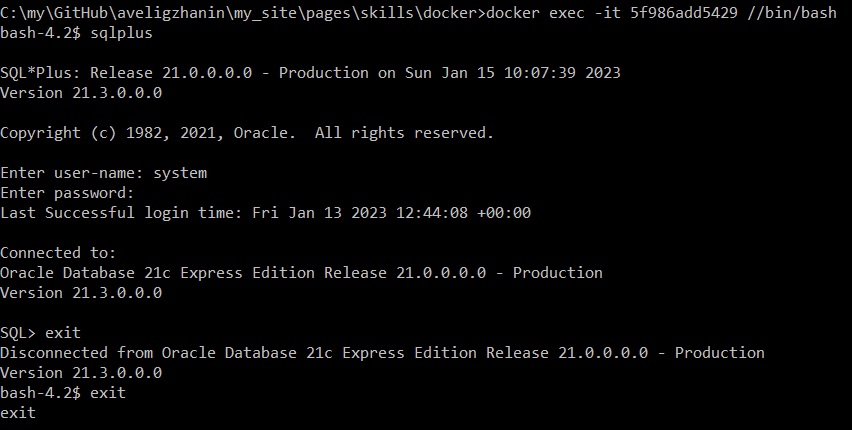 C:\my\GitHub\aveligzhanin\my_site\pages\skills\docker>docker exec -it 5f986add5429 //bin/bash
bash-4.2$ sqlplus
SQL*Plus: Release 21.0.0.0.0 - Production on Sun Jan 15 10:07:39 2023
Version 21.3.0.0.0
Copyright (c) 1982, 2021, Oracle.  All rights reserved.
Enter user-name: system
Enter password:
Last Successful login time: Fri Jan 13 2023 12:44:08 +00:00
Connected to:
Oracle Database 21c Express Edition Release 21.0.0.0.0 - Production
Version 21.3.0.0.0
SQL> exit
Disconnected from Oracle Database 21c Express Edition Release 21.0.0.0.0 - Production
Version 21.3.0.0.0
bash-4.2$ exit
exit